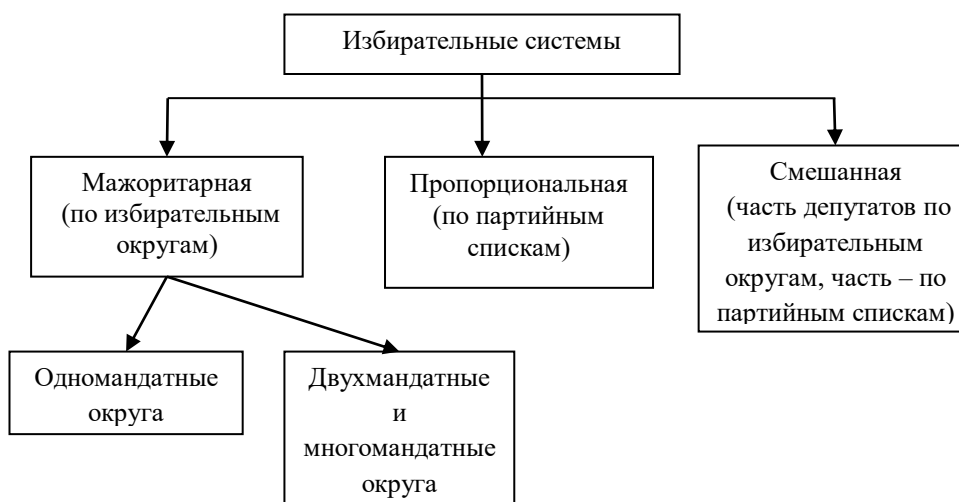 Избирательные системы
Мажоритарная
(по избирательным
округам)
Пропорциональная
(по партийным
спискам)
Смешанная
(часть депутатов по
избирательным
округам, часть – по
партийным спискам)
Одномандатные
округа
Двухмандатные
и
многомандатные
округа